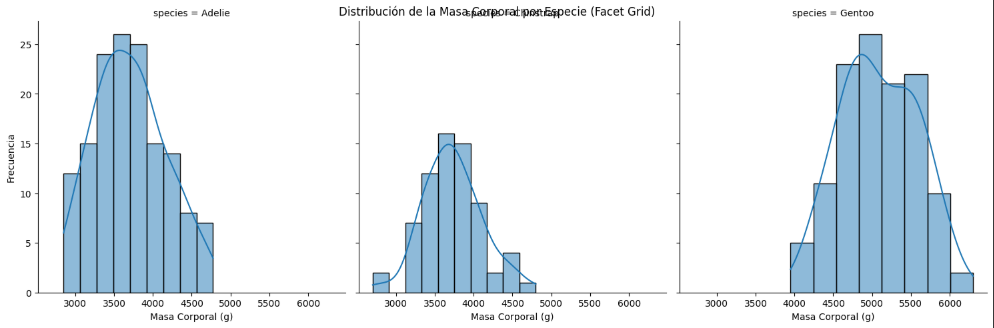 Distribución de la Masa Corporal por Especie (Facet Grid)
species = Adelie
species = Chinstrap
species = Gentoo
Frecuencia
25
20
15
10
5
0
3000 3500 4000 4500 5000 5500 6000
3000 3500 4000 4500 5000 5500 6000
3000 3500 4000 4500 5000 5500 6000
Masa Corporal (g)
Masa Corporal (g)
Masa Corporal (g)